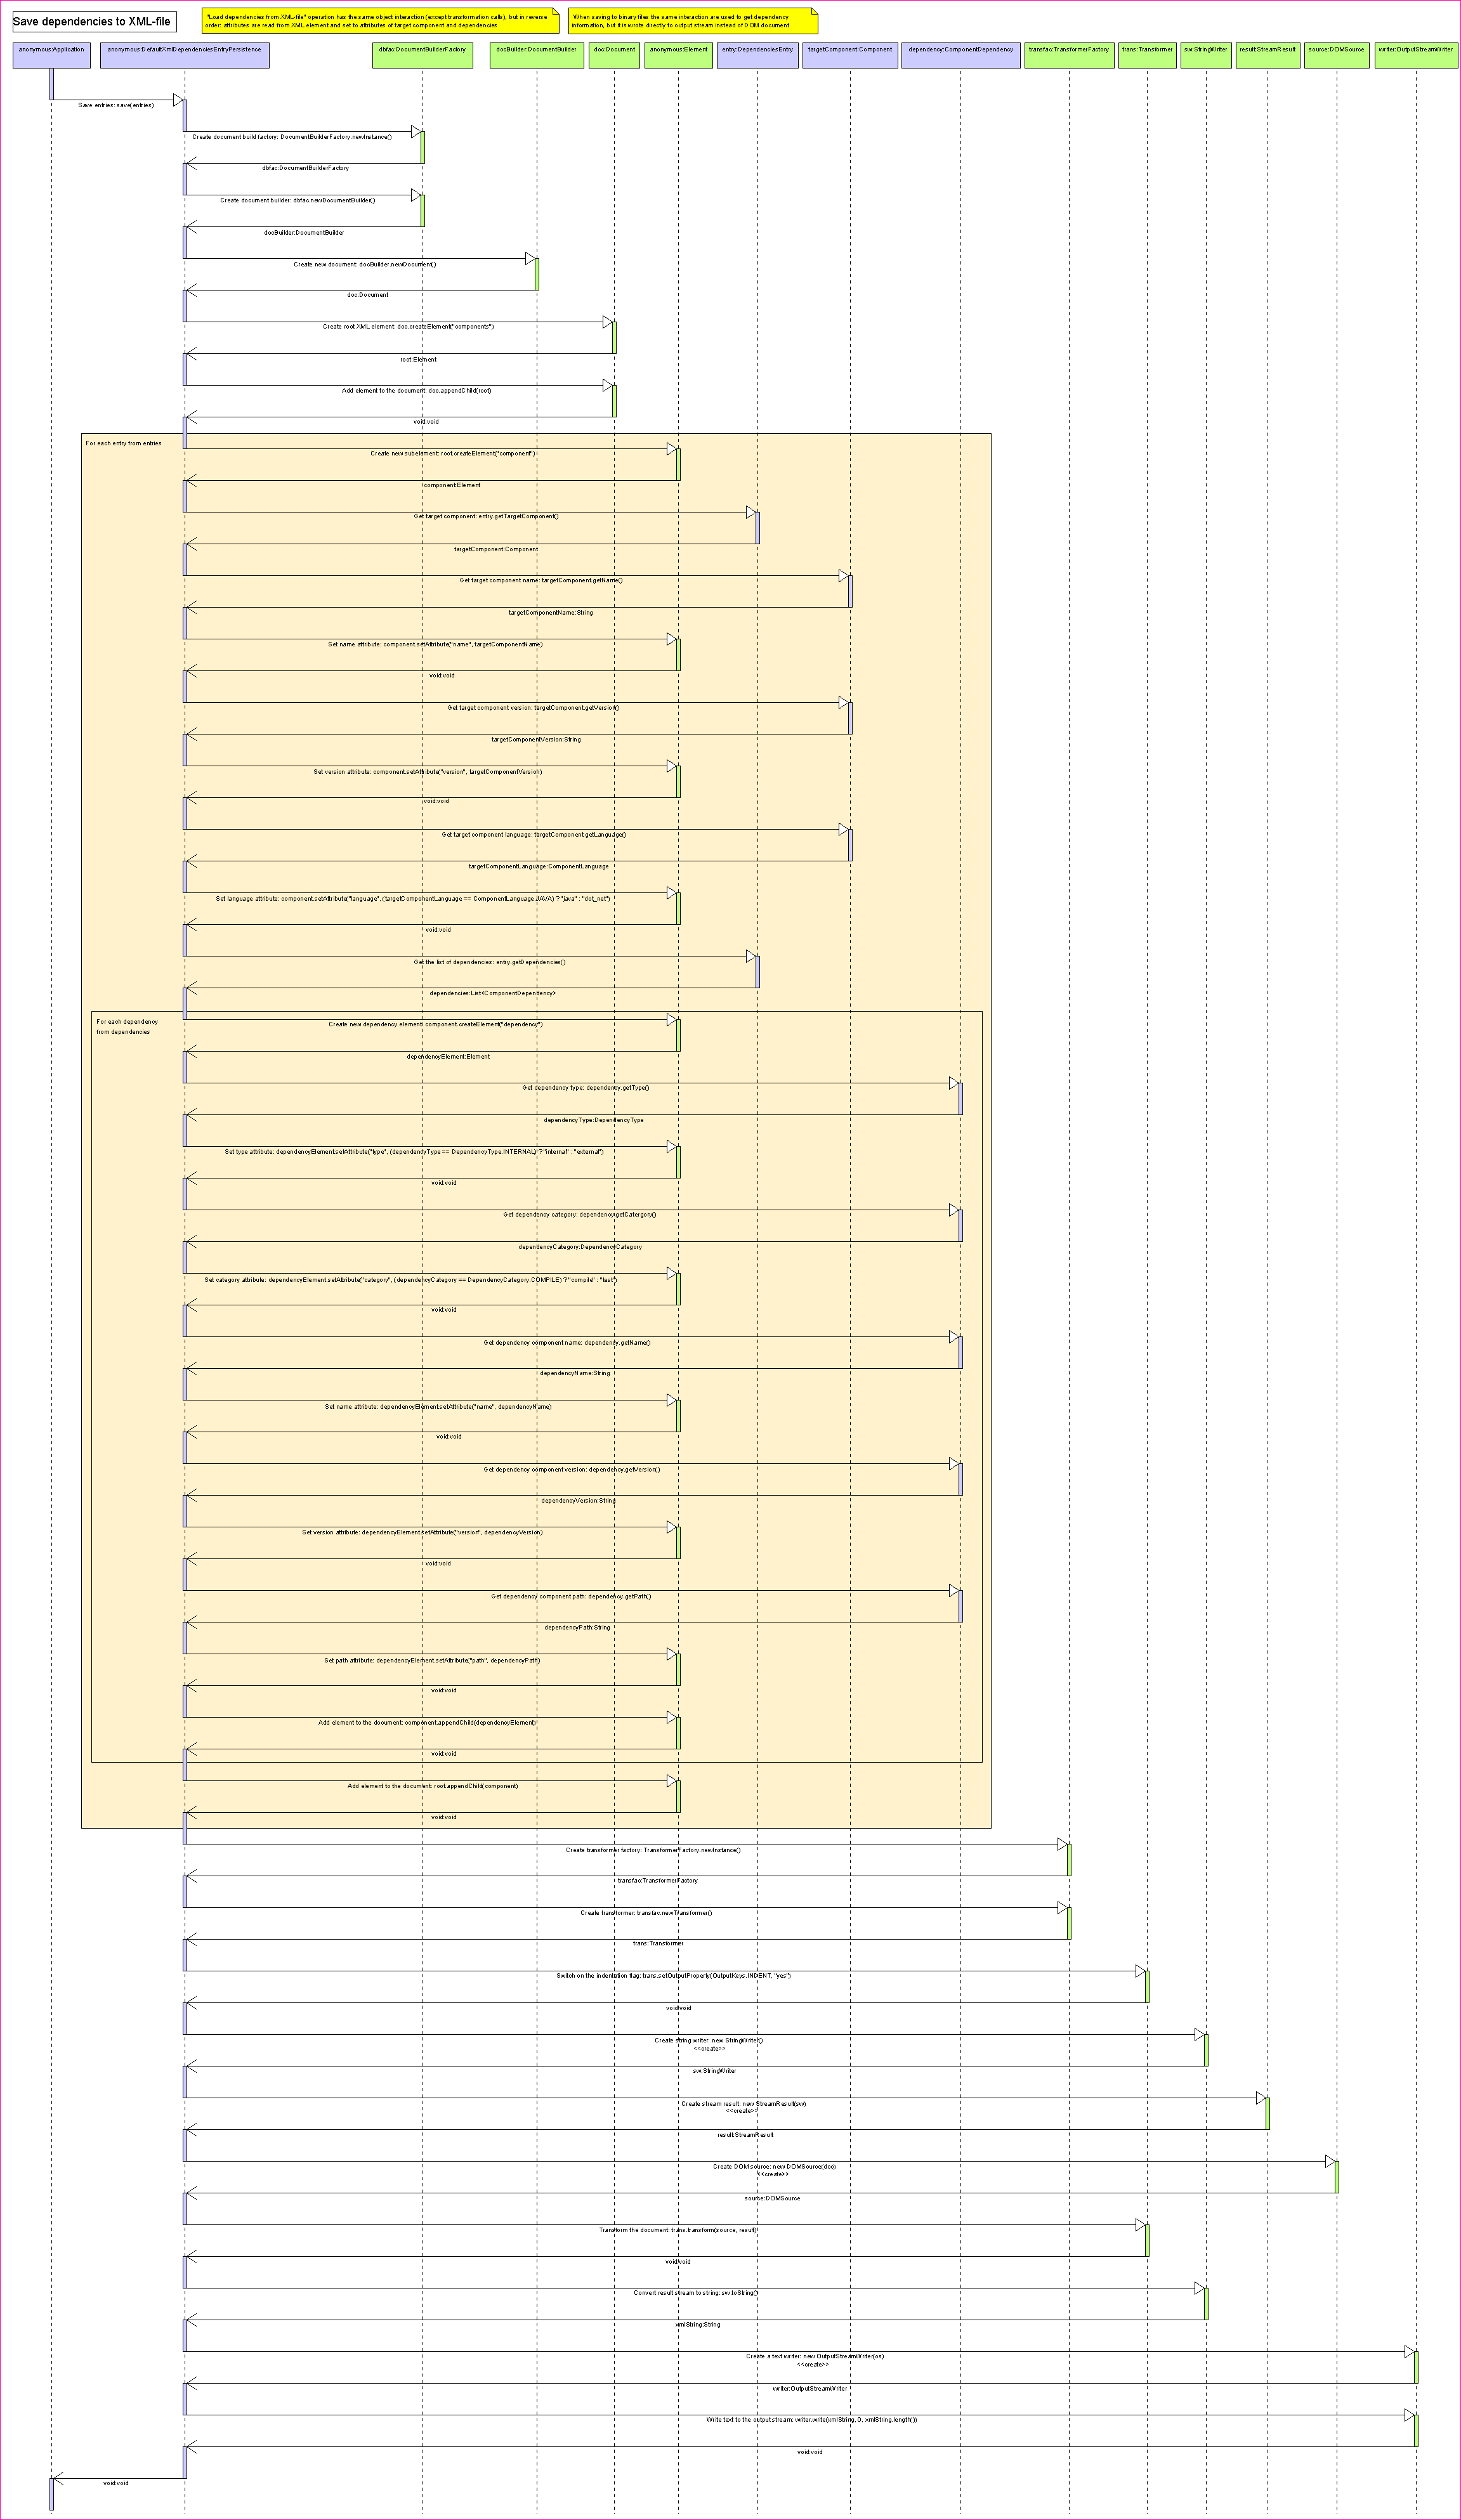 Save dependencies to XML-file
"Load dependencies from XML-file" operation has the same object interaction (except transformation calls), but in reverse
order: attributes are read from XML element and set to attributes of target component and dependencies.
When saving to binary files the same interaction are used to get dependency
information, but it is wrote directly to output stream instead of DOM document
anonymous:Application
anonymous:DefaultXmlDependenciesEntryPersistence
dbfac:DocumentBuilderFactory
docBuilder:DocumentBuilder
doc:Document
anonymous:Element
entry:DependenciesEntry
targetComponent:Component
dependency:ComponentDependency
transfac:TransformerFactory
trans:Transformer
sw:StringWriter
result:StreamResult
source:DOMSource
writer:OutputStreamWriter
Save entries: save(entries)
Create document build factory: DocumentBuilderFactory.newInstance()
dbfac:DocumentBuilderFactory
Create document builder: dbfac.newDocumentBuilder()
docBuilder:DocumentBuilder
Create new document: docBuilder.newDocument()
doc:Document
Create root XML element: doc.createElement("components")
root:Element
Add element to the document: doc.appendChild(root)
void:void
For each entry from entries
Create new subelement: root.createElement("component")
component:Element
Get target component: entry.getTargetComponent()
targetComponent:Component
Get target component name: targetComponent.getName()
targetComponentName:String
Set name attribute: component.setAttribute("name", targetComponentName)
void:void
Get target component version: targetComponent.getVersion()
targetComponentVersion:String
Set version attribute: component.setAttribute("version", targetComponentVersion)
void:void
Get target component language: targetComponent.getLanguage()
targetComponentLanguage:ComponentLanguage
Set language attribute: component.setAttribute("language", (targetComponentLanguage == ComponentLanguage.JAVA) ? "java" : "dot_net")
void:void
Get the list of dependencies: entry.getDependencies()
dependencies:List<ComponentDependency>
For each dependency
from dependencies
Create new dependency element: component.createElement("dependency")
dependencyElement:Element
Get dependency type: dependency.getType()
dependencyType:DependencyType
Set type attribute: dependencyElement.setAttribute("type", (dependencyType == DependencyType.INTERNAL) ? "internal" : "external")
void:void
Get dependency category: dependency.getCatergory()
dependencyCategory:DependencyCategory
Set category attribute: dependencyElement.setAttribute("category", (dependencyCategory == DependencyCategory.COMPILE) ? "compile" : "test")
void:void
Get dependency component name: dependency.getName()
dependencyName:String
Set name attribute: dependencyElement.setAttribute("name", dependencyName)
void:void
Get dependency component version: dependency.getVersion()
dependencyVersion:String
Set version attribute: dependencyElement.setAttribute("version", dependencyVersion)
void:void
Get dependency component path: dependency.getPath()
dependencyPath:String
Set path attribute: dependencyElement.setAttribute("path", dependencyPath)
void:void
Add element to the document: component.appendChild(dependencyElement)
void:void
Add element to the document: root.appendChild(component)
void:void
Create transformer factory: TransformerFactory.newInstance()
transfac:TransformerFactory
Create transformer: transfac.newTransformer()
trans:Transformer
Switch on the indentation flag: trans.setOutputProperty(OutputKeys.INDENT, "yes")
void:void
Create string writer: new StringWriter()
<<create>>
sw:StringWriter
Create stream result: new StreamResult(sw)
<<create>>
result:StreamResult
Create DOM source: new DOMSource(doc)
<<create>>
source:DOMSource
Transform the document: trans.transform(source, result)
void:void
Convert result stream to string: sw.toString()
xmlString:String
Create a text writer: new OutputStreamWriter(os)
<<create>>
writer:OutputStreamWriter
Write text to the output stream: writer.write(xmlString, 0, xmlString.length())
void:void
void:void